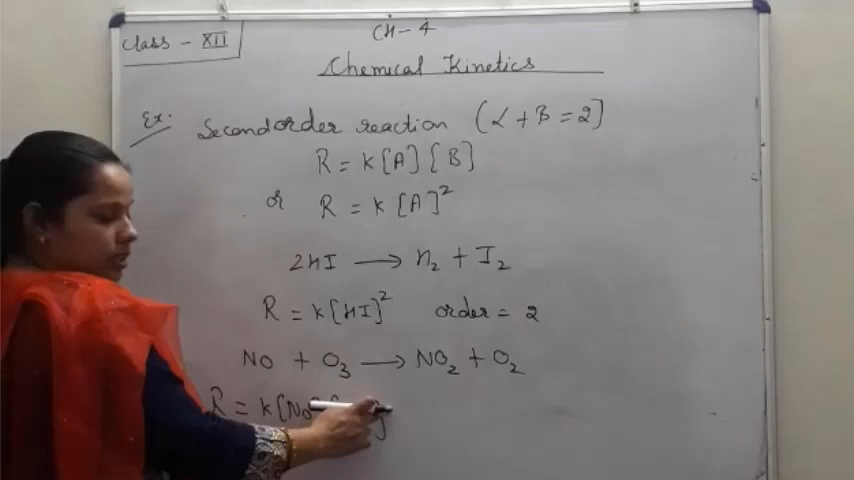 Class - XII
CH-4
Chemical Kinetics
Ex. Second order reaction (α + β = 2)
R = K[A][B]
or R = K[A]²
2HI ⟶ H₂ + I₂
R = K[HI]² order = 2
NO + O₃ ⟶ NO₂ + O₂
R = K[NO]